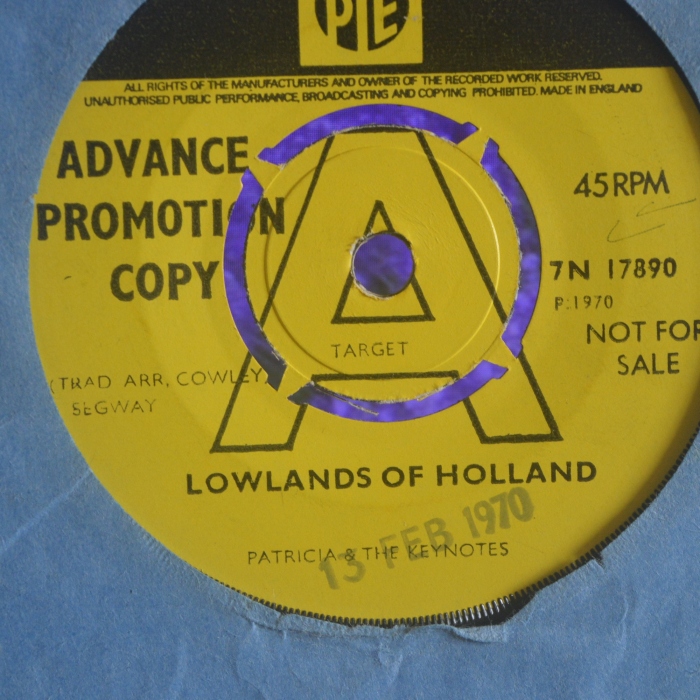 PYE
ALL RIGHTS OF THE MANUFACTURERS AND OWNER OF THE RECORDED WORK RESERVED.
UNAUTHORISED PUBLIC PERFORMANCE, BROADCASTING AND COPYING PROHIBITED. MADE IN ENGLAND
ADVANCE
PROMOTION
COPY
A
45 RPM
7N 17890
P.1970
NOT FOR
SALE
TARGET
(TRAD ARR, COWLEY,
SEGWAY
LOWLANDS OF HOLLAND
13 FEB 1970
PATRICIA & THE KEYNOTES